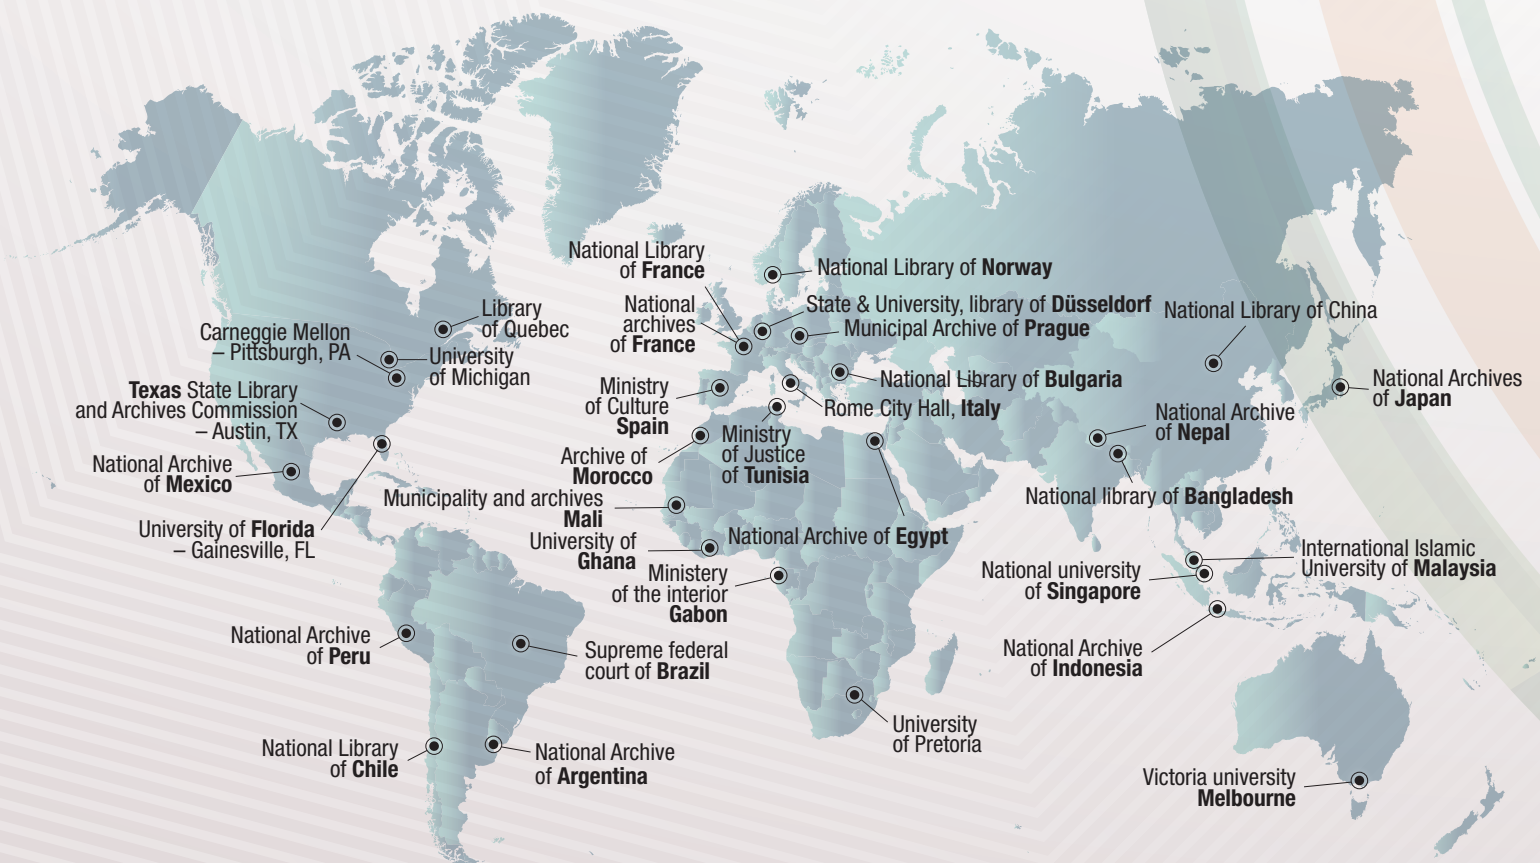 National Library
of France
National
archives
of France
National Library of Norway
State & University, library of Düsseldorf
Municipal Archive of Prague
National Library of China
Library
of Quebec
Carneggie Mellon
– Pittsburgh, PA
University
of Michigan
Texas State Library
and Archives Commission
– Austin, TX
National Archive
of Mexico
University of Florida
– Gainesville, FL
Ministry
of Culture
Spain
National Library of Bulgaria
Rome City Hall, Italy
Ministry
of Justice
of Tunisia
Archive of
Morocco
Municipality and archives
Mali
University of
Ghana
National Archive of Egypt
Ministery
of the interior
Gabon
National Archives
of Japan
National Archive
of Nepal
National library of Bangladesh
International Islamic
University of Malaysia
National university
of Singapore
National Archive
of Indonesia
National Archive
of Peru
Supreme federal
court of Brazil
University
of Pretoria
National Library
of Chile
National Archive
of Argentina
Victoria university
Melbourne